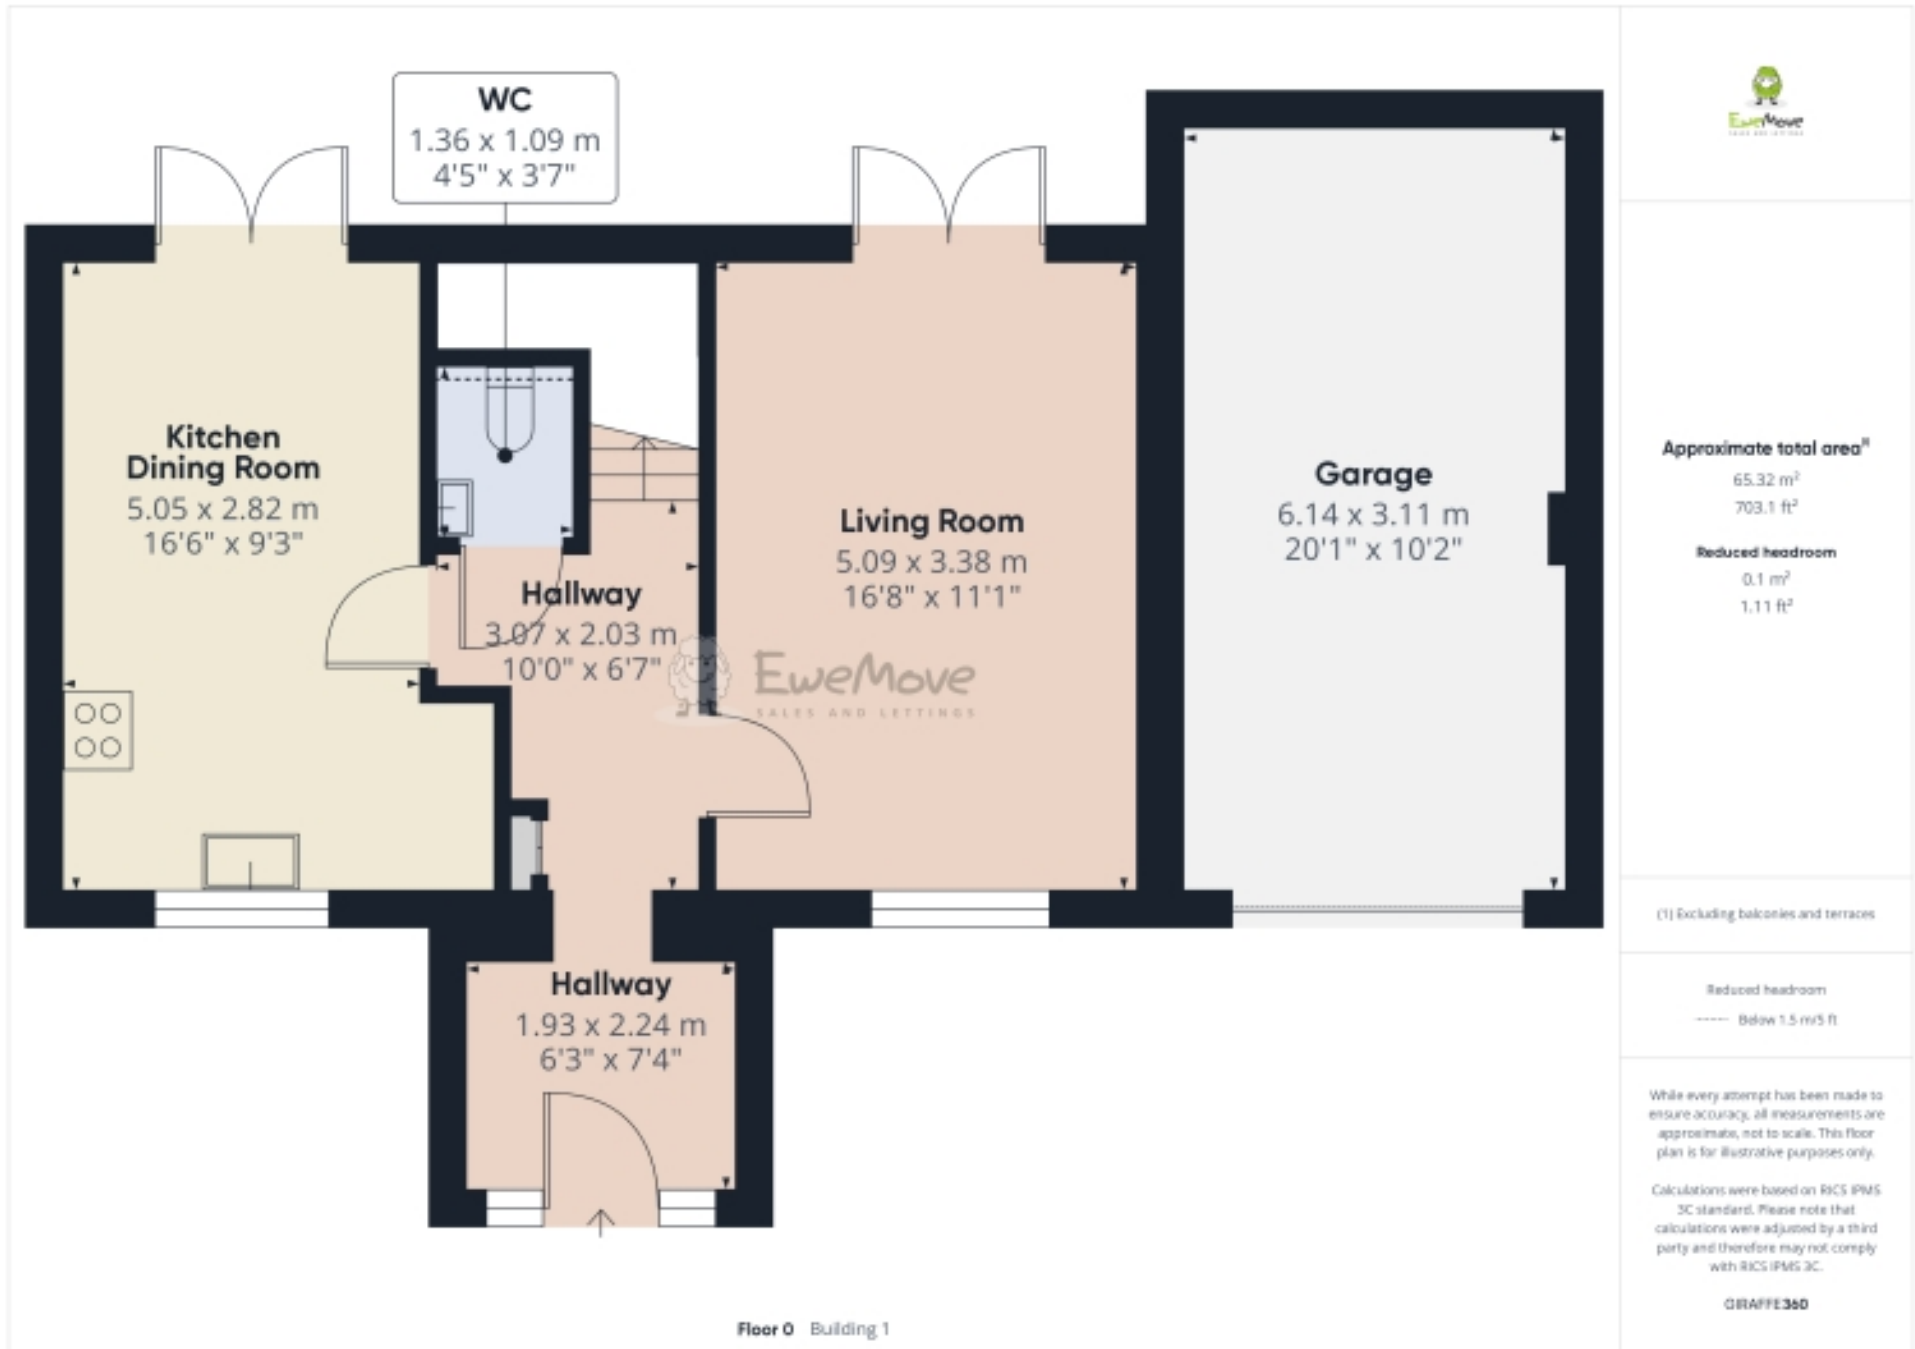 WC
1.36 x 1.09 m
4'5" x 3'7"
Kitchen
Dining Room
5.05 x 2.82 m
16'6" x 9'3"
Hallway
3.07 x 2.03 m
10'0" x 6'7"
Living Room
5.09 x 3.38 m
16'8" x 11'1"
Garage
6.14 x 3.11 m
20'1" x 10'2"
EweMove
SALES AND LETTINGS
Hallway
1.93 x 2.24 m
6'3" x 7'4"
Floor 0 Building 1
EweMove
SALES AND LETTINGS
Approximate total area⁽¹⁾
65.32 m²
703.1 ft²
Reduced headroom
0.1 m²
1.11 ft²
(1) Excluding balconies and terraces
Reduced headroom
Below 1.5 m/5 ft
While every attempt has been made to
ensure accuracy, all measurements are
approximate, not to scale. This floor
plan is for illustrative purposes only.
Calculations were based on RICS IPMS
3C standard. Please note that
calculations were adjusted by a third
party and therefore may not comply
with RICS IPMS 3C.
GIRAFFE360